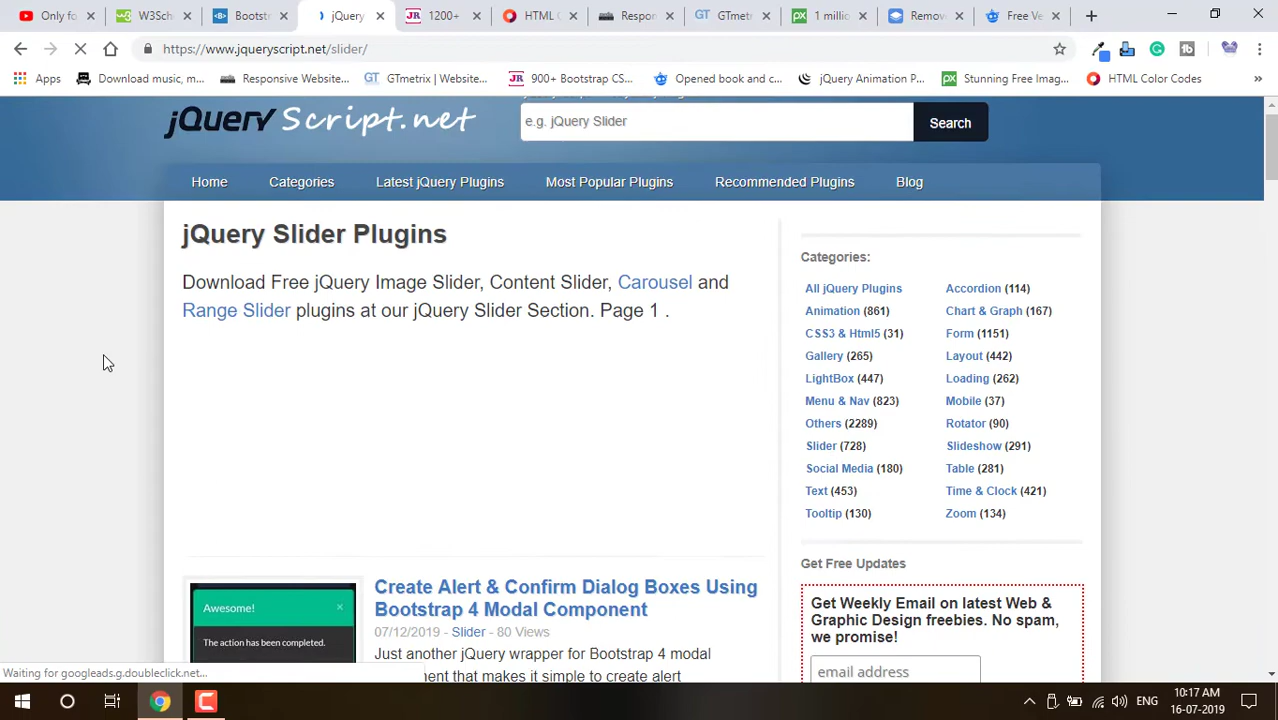 Only fo
W3Sch
Bootst
jQuery
1200+
HTML C
Respon
GTmet
1 millio
Remov
Free Ve
https://www.jqueryscript.net/slider/
Apps
Download music, m...
Responsive Website...
GTmetrix | Website...
900+ Bootstrap CS...
Opened book and c...
jQuery Animation P...
Stunning Free Imag...
HTML Color Codes
jQuery Script.net
e.g. jQuery Slider
Search
Home
Categories
Latest jQuery Plugins
Most Popular Plugins
Recommended Plugins
Blog
jQuery Slider Plugins
Download Free jQuery Image Slider, Content Slider, Carousel and
Range Slider plugins at our jQuery Slider Section. Page 1 .
Create Alert & Confirm Dialog Boxes Using
Bootstrap 4 Modal Component
07/12/2019 - Slider - 80 Views
Just another jQuery wrapper for Bootstrap 4 modal
ment that makes it simple to create alert
Awesome!
The action has been completed.
Categories:
All jQuery Plugins
Accordion (114)
Animation (861)
Chart & Graph (167)
CSS3 & Html5 (31)
Form (1151)
Gallery (265)
Layout (442)
LightBox (447)
Loading (262)
Menu & Nav (823)
Mobile (37)
Others (2289)
Rotator (90)
Slider (728)
Slideshow (291)
Social Media (180)
Table (281)
Text (453)
Time & Clock (421)
Tooltip (130)
Zoom (134)
Get Free Updates
Get Weekly Email on latest Web &
Graphic Design freebies. No spam,
we promise!
email address
Waiting for googleads.g.doubleclick.net...
ENG
10:17 AM
16-07-2019